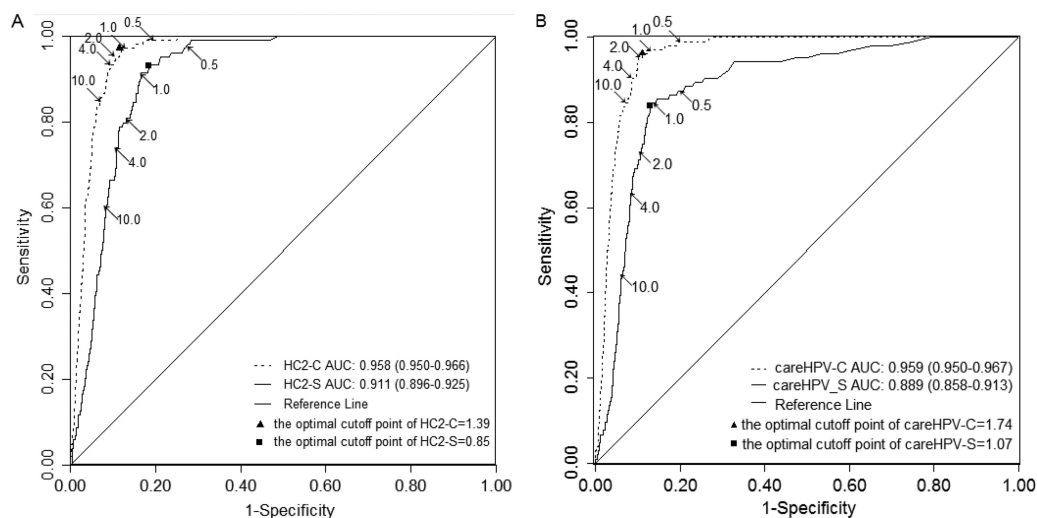 A
1.00
0.80
0.60
0.40
0.20
0.00
Sensitivity
0.5
1.0
2.0
4.0
10.0
0.5
1.0
2.0
4.0
10.0
HC2-C AUC: 0.958 (0.950-0.966)
HC2-S AUC: 0.911 (0.896-0.925)
Reference Line
the optimal cutoff point of HC2-C=1.39
the optimal cutoff point of HC2-S=0.85
0.00 0.20 0.40 0.60 0.80 1.00
1-Specificity
B
1.00
0.80
0.60
0.40
0.20
0.00
Sensitivity
0.5
1.0
2.0
4.0
10.0
0.5
1.0
2.0
4.0
10.0
careHPV-C AUC: 0.959 (0.950-0.967)
careHPV_S AUC: 0.889 (0.858-0.913)
Reference Line
the optimal cutoff point of careHPV-C=1.74
the optimal cutoff point of careHPV-S=1.07
0.00 0.20 0.40 0.60 0.80 1.00
1-Specificity